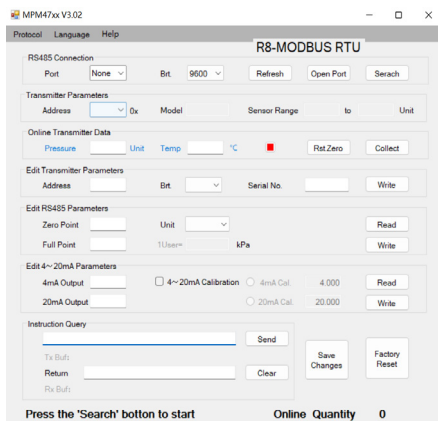 MPM47xx V3.02
Protocol Language Help
R8-MODBUS RTU
RS485 Connection
Port None Brt. 9600 Refresh Open Port Serach
Transmitter Parameters
Address 0x Model Sensor Range to Unit
Online Transmitter Data
Pressure Unit Temp °C Rst Zero Collect
Edit Transmitter Parameters
Address Brt. Serial No. Write
Edit RS485 Parameters
Zero Point Unit Read
Full Point 1User= kPa Write
Edit 4~20mA Parameters
4mA Output 4~20mA Calibration 4mA Cal. 4.000 Read
20mA Output 20mA Cal. 20.000 Write
Instruction Query
Send
Tx Buf:
Return Clear
Rx Buf:
Save Changes
Factory Reset
Press the 'Search' botton to start Online Quantity 0